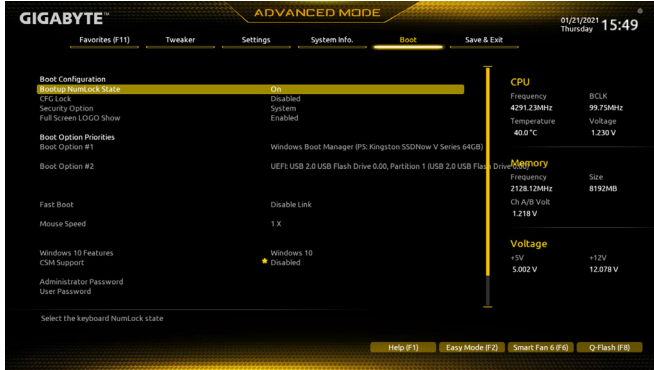 GIGABYTE™
ADVANCED MODE
01/21/2021 Thursday 15:49
Favorites (F11) Tweaker Settings System Info. Boot Save & Exit
Boot Configuration
Bootup NumLock State On
CFG Lock Disabled
Security Option System
Full Screen LOGO Show Enabled
Boot Option Priorities
Boot Option #1 Windows Boot Manager (P5: Kingston SSDNow V Series 64GB)
Boot Option #2 UEFI: USB 2.0 USB Flash Drive 0.00, Partition 1 (USB 2.0 USB Flash Drive 0.00)
Fast Boot Disable Link
Mouse Speed 1 X
Windows 10 Features Windows 10
CSM Support Disabled
Administrator Password
User Password
Select the keyboard NumLock state
CPU
Frequency BCLK
4291.23MHz 99.75MHz
Temperature Voltage
40.0 °C 1.230 V
Memory
Frequency Size
2128.12MHz 8192MB
Ch A/B Volt
1.218 V
Voltage
+5V +12V
5.002 V 12.078 V
Help (F1) Easy Mode (F2) Smart Fan 6 (F6) Q-Flash (F8)